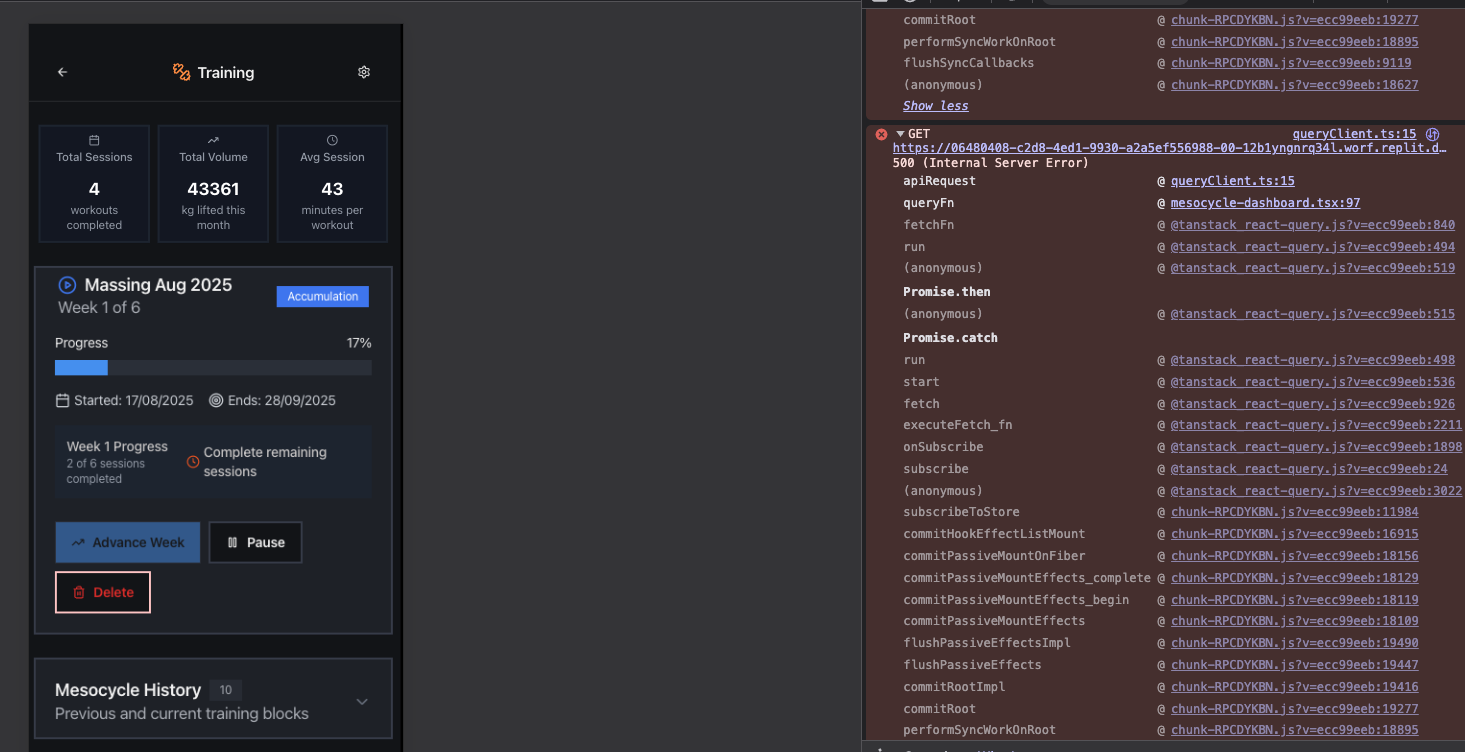 Training
Total Sessions
4
workouts
completed
Total Volume
43361
kg lifted this
month
Avg Session
43
minutes per
workout
Massing Aug 2025
Accumulation
Week 1 of 6
Progress
17%
Started: 17/08/2025
Ends: 28/09/2025
Week 1 Progress
2 of 6 sessions
completed
Complete remaining
sessions
Advance Week
Pause
Delete
Mesocycle History 10
Previous and current training blocks
commitRoot @ chunk-RPCDYKBN.js?v=ecc99eeb:19277
performSyncWorkOnRoot @ chunk-RPCDYKBN.js?v=ecc99eeb:18895
flushSyncCallbacks @ chunk-RPCDYKBN.js?v=ecc99eeb:9119
(anonymous) @ chunk-RPCDYKBN.js?v=ecc99eeb:18627
Show less
GET queryClient.ts:15
https://06480408-c2d8-4ed1-9930-a2a5ef556988-00-12b1yngnrq34l.worf.replit.d…
500 (Internal Server Error)
apiRequest @ queryClient.ts:15
queryFn @ mesocycle-dashboard.tsx:97
fetchFn @ @tanstack_react-query.js?v=ecc99eeb:840
run @ @tanstack_react-query.js?v=ecc99eeb:494
(anonymous) @ @tanstack_react-query.js?v=ecc99eeb:519
Promise.then
(anonymous) @ @tanstack_react-query.js?v=ecc99eeb:515
Promise.catch
run @ @tanstack_react-query.js?v=ecc99eeb:498
start @ @tanstack_react-query.js?v=ecc99eeb:536
fetch @ @tanstack_react-query.js?v=ecc99eeb:926
executeFetch_fn @ @tanstack_react-query.js?v=ecc99eeb:2211
onSubscribe @ @tanstack_react-query.js?v=ecc99eeb:1898
subscribe @ @tanstack_react-query.js?v=ecc99eeb:24
(anonymous) @ @tanstack_react-query.js?v=ecc99eeb:3022
subscribeToStore @ chunk-RPCDYKBN.js?v=ecc99eeb:11984
commitHookEffectListMount @ chunk-RPCDYKBN.js?v=ecc99eeb:16915
commitPassiveMountOnFiber @ chunk-RPCDYKBN.js?v=ecc99eeb:18156
commitPassiveMountEffects_complete @ chunk-RPCDYKBN.js?v=ecc99eeb:18129
commitPassiveMountEffects_begin @ chunk-RPCDYKBN.js?v=ecc99eeb:18119
commitPassiveMountEffects @ chunk-RPCDYKBN.js?v=ecc99eeb:18109
flushPassiveEffectsImpl @ chunk-RPCDYKBN.js?v=ecc99eeb:19490
flushPassiveEffects @ chunk-RPCDYKBN.js?v=ecc99eeb:19447
commitRootImpl @ chunk-RPCDYKBN.js?v=ecc99eeb:19416
commitRoot @ chunk-RPCDYKBN.js?v=ecc99eeb:19277
performSyncWorkOnRoot @ chunk-RPCDYKBN.js?v=ecc99eeb:18895